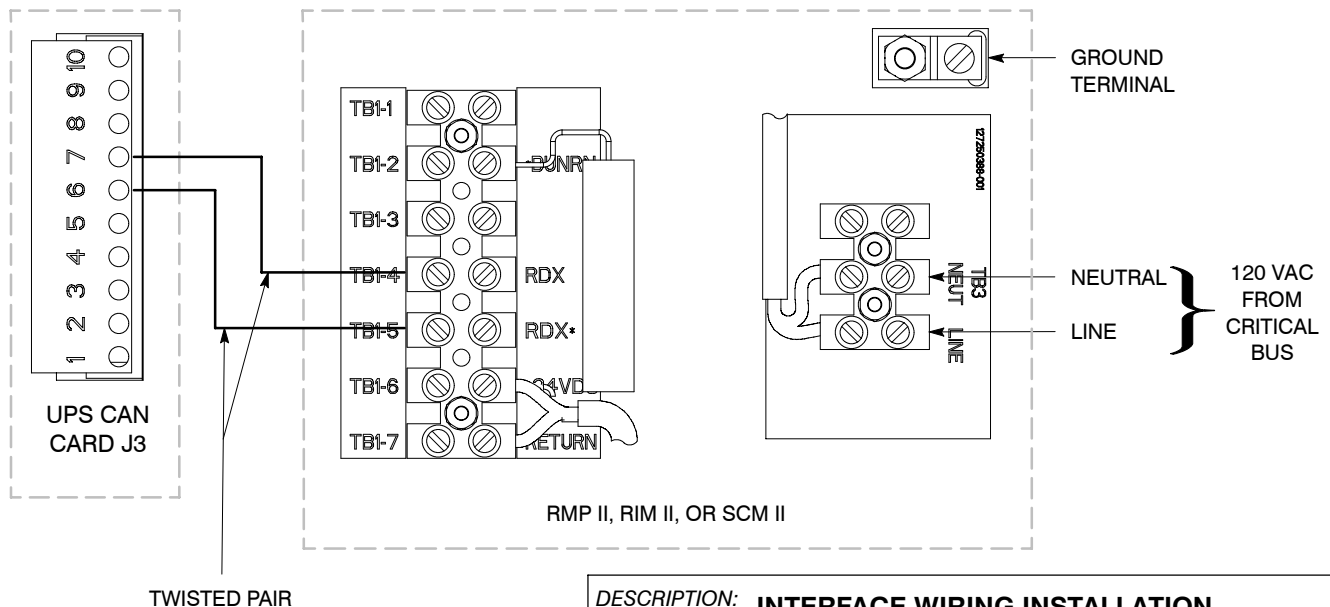 10
9
8
7
6
5
4
3
2
1
UPS CAN
CARD J3
TB1-1
TB1-2
TB1-3
TB1-4
RDX
TB1-5
RDX*
TB1-6
TB1-7
RETURN
RMP II, RIM II, OR SCM II
GROUND
TERMINAL
127250388-001
TB3
NEUT
LINE
NEUTRAL
LINE
120 VAC
FROM
CRITICAL
BUS
TWISTED PAIR
DESCRIPTION: INTERFACE WIRING INSTALLATION